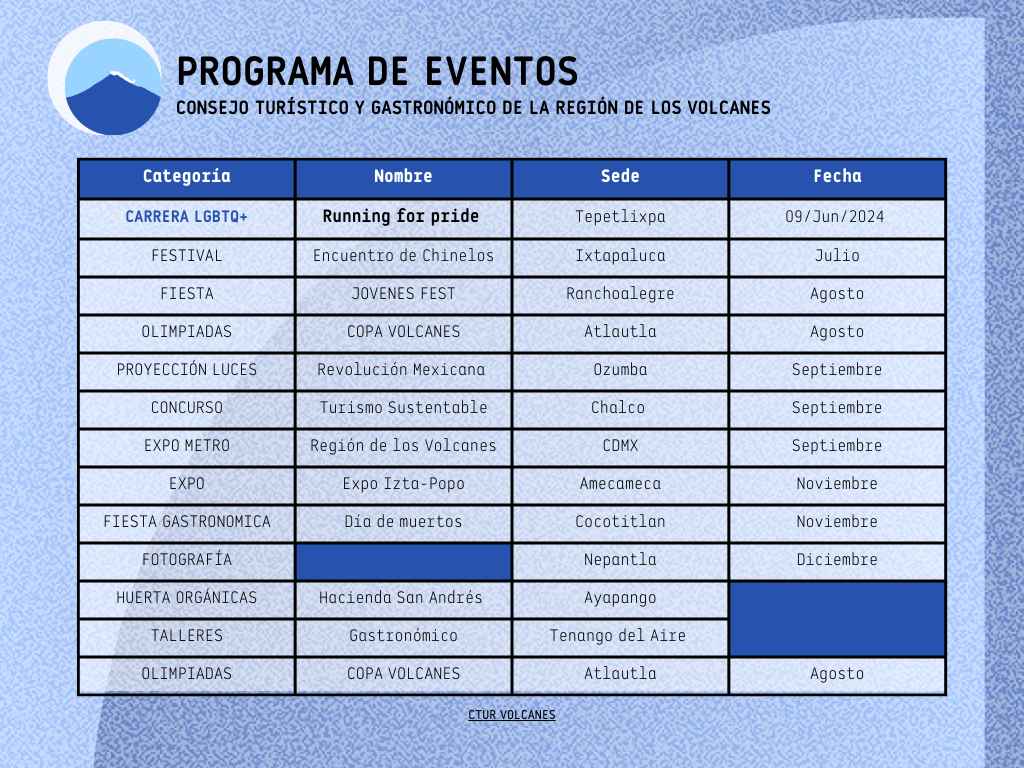 PROGRAMA DE EVENTOS
CONSEJO TURÍSTICO Y GASTRONÓMICO DE LA REGIÓN DE LOS VOLCANES
Categoría Nombre Sede Fecha
CARRERA LGBTQ+ Running for pride Tepetlixpa 09/Jun/2024
FESTIVAL Encuentro de Chinelos Ixtapaluca Julio
FIESTA JOVENES FEST Ranchoalegre Agosto
OLIMPIADAS COPA VOLCANES Atlautla Agosto
PROYECCIÓN LUCES Revolución Mexicana Ozumba Septiembre
CONCURSO Turismo Sustentable Chalco Septiembre
EXPO METRO Región de los Volcanes CDMX Septiembre
EXPO Expo Izta-Popo Amecameca Noviembre
FIESTA GASTRONOMICA Día de muertos Cocotitlan Noviembre
FOTOGRAFÍA Nepantla Diciembre
HUERTA ORGÁNICAS Hacienda San Andrés Ayapango
TALLERES Gastronómico Tenango del Aire
OLIMPIADAS COPA VOLCANES Atlautla Agosto
CTUR VOLCANES